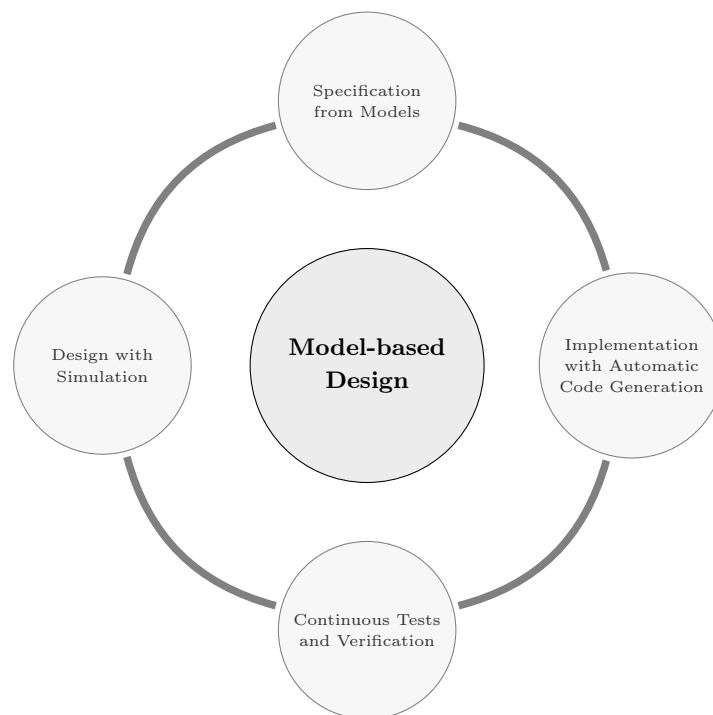 Specification
from Models
Design with
Simulation
Model-based
Design
Implementation
with Automatic
Code Generation
Continuous Tests
and Verification